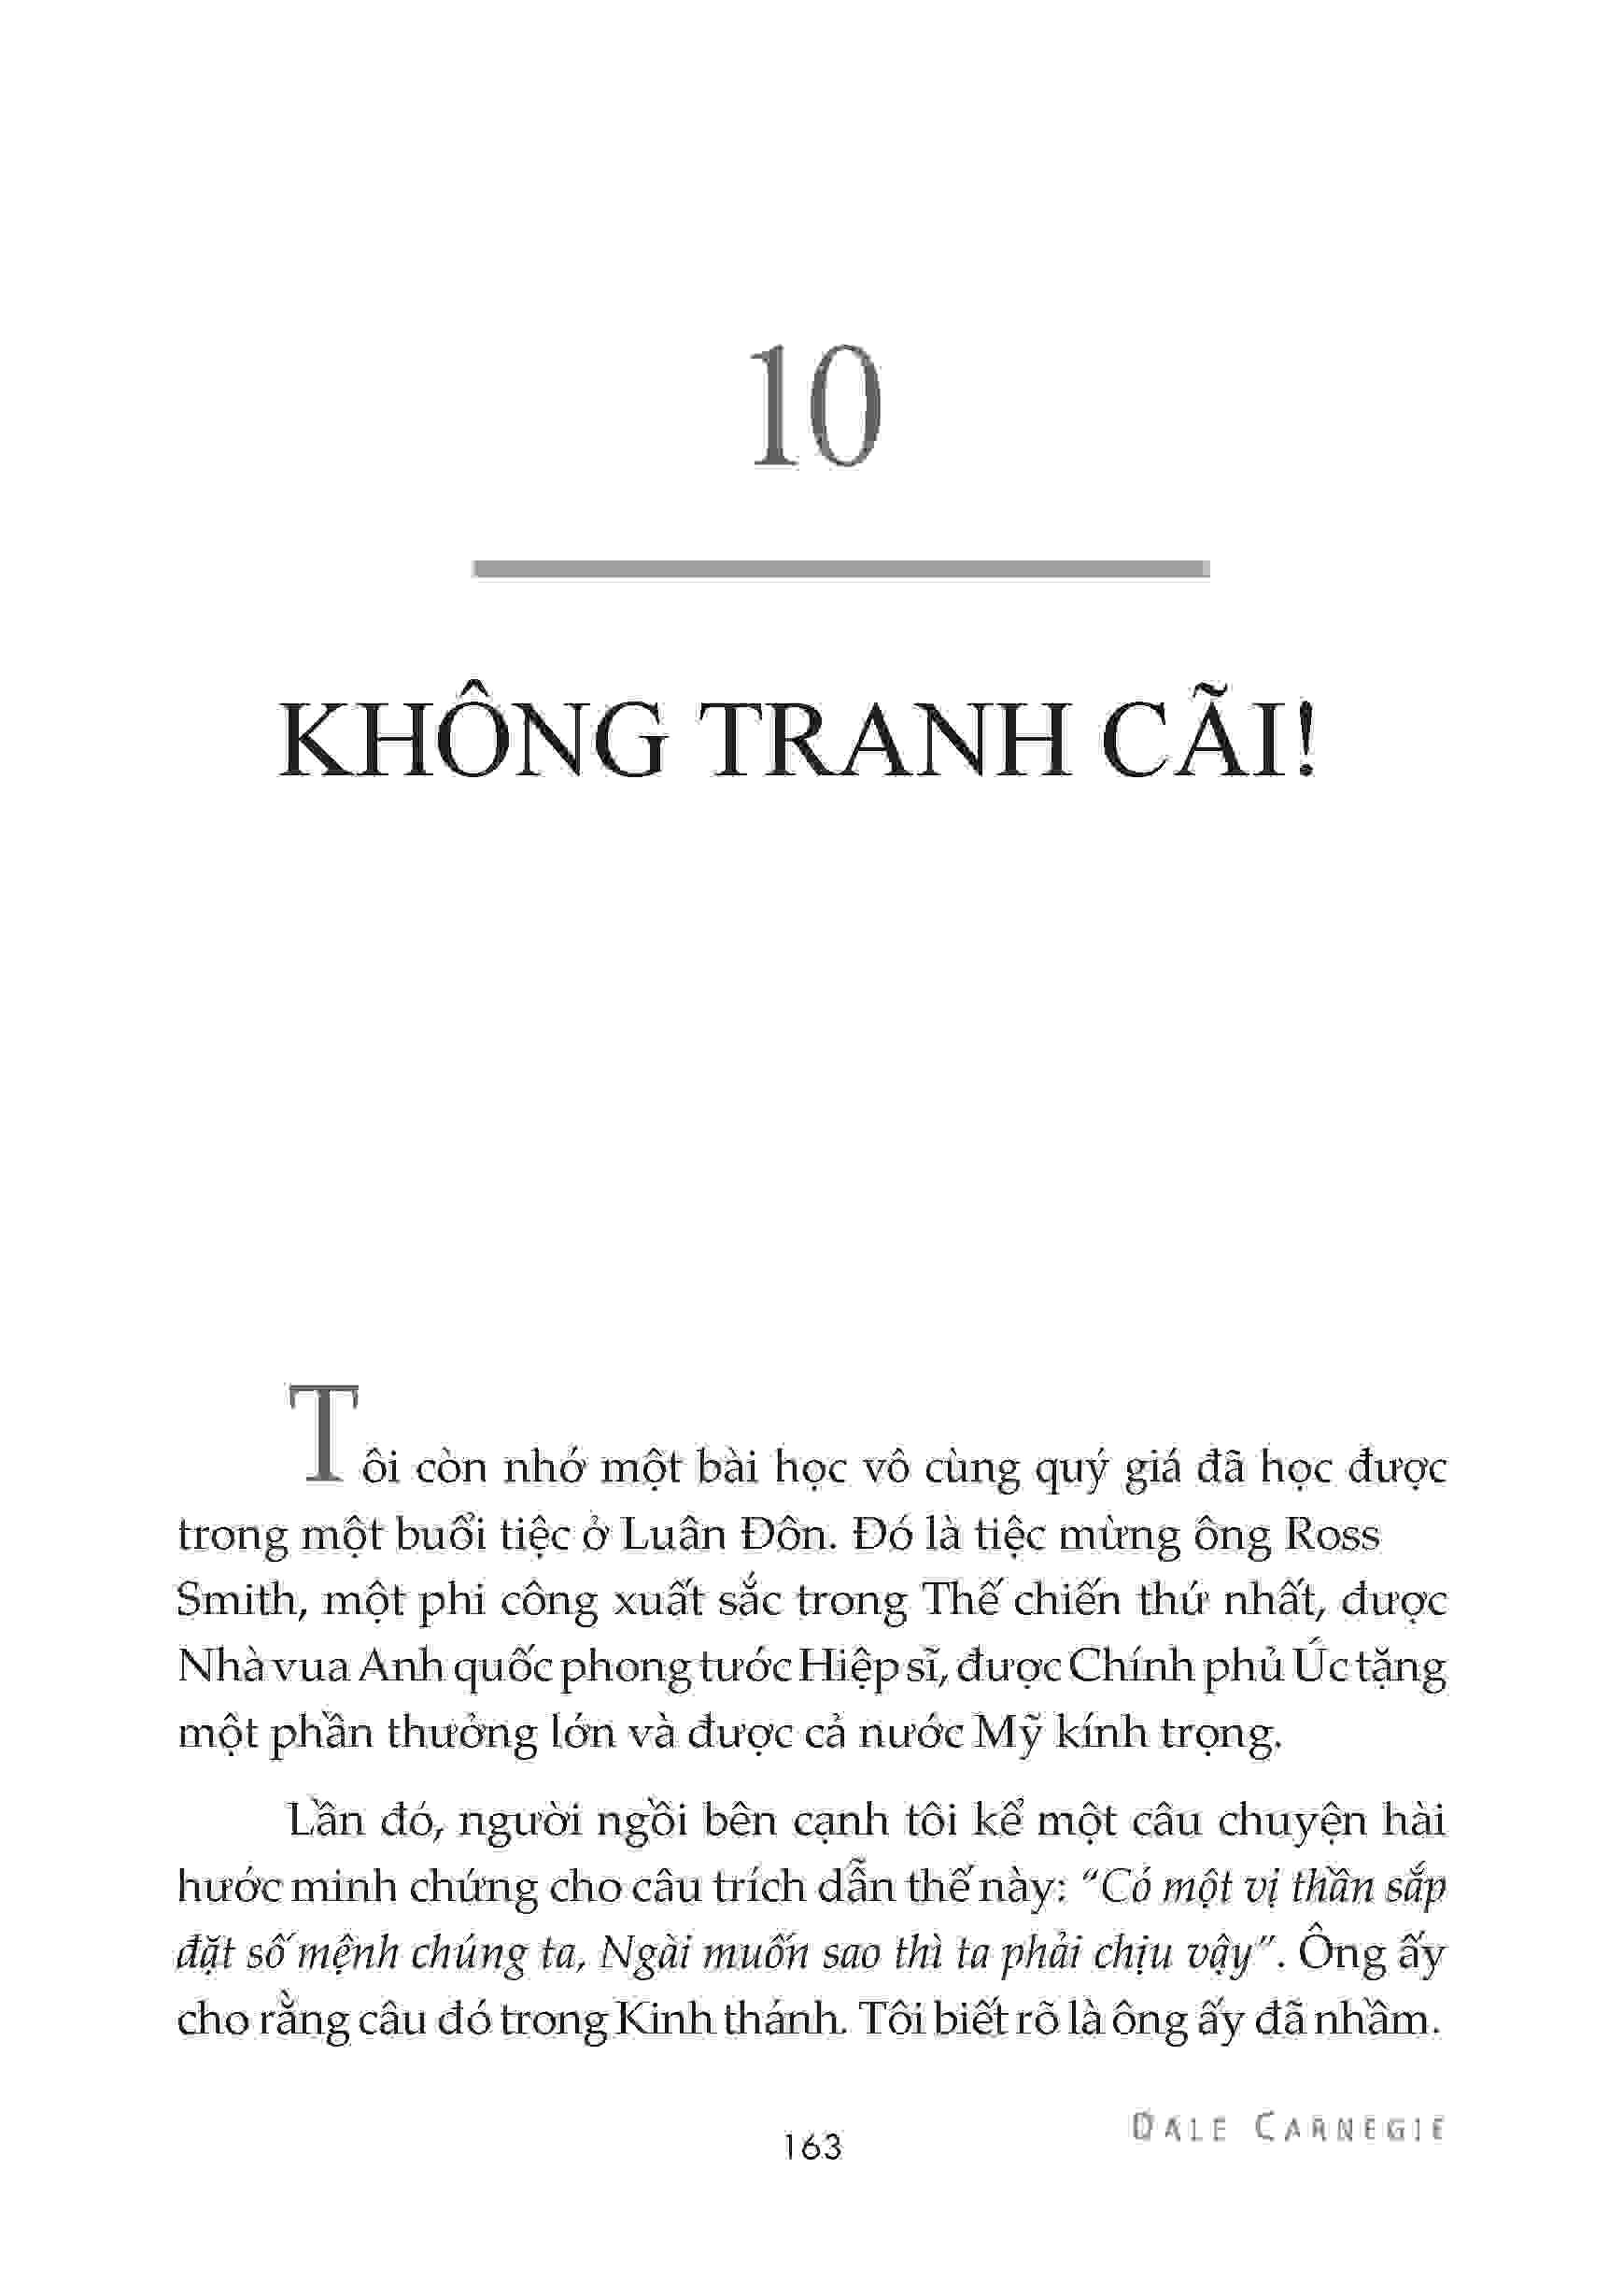 10
KHÔNG TRANH CÃI!
Tôi còn nhớ một bài học vô cùng quý giá đã học được
trong một buổi tiệc ở Luân Đôn. Đó là tiệc mừng ông Ross
Smith, một phi công xuất sắc trong Thế chiến thứ nhất, được
Nhà vua Anh quốc phong tước Hiệp sĩ, được Chính phủ Úc tặng
một phần thưởng lớn và được cả nước Mỹ kính trọng.
Lần đó, người ngồi bên cạnh tôi kể một câu chuyện hài
hước minh chứng cho câu trích dẫn thế này: “Có một vị thần sắp
đặt số mệnh chúng ta, Ngài muốn sao thì ta phải chịu vậy”. Ông ấy
cho rằng câu đó trong Kinh thánh. Tôi biết rõ là ông ấy đã nhầm.
DALE CARNEGIE
163